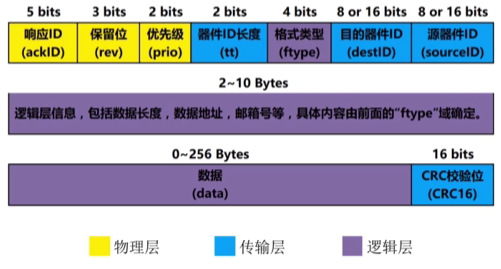 5 bits 3 bits 2 bits 2 bits 4 bits 8 or 16 bits 8 or 16 bits
响应ID 保留位 优先级 器件ID长度 格式类型 目的器件ID 源器件ID
(ackID) (rev) (prio) (tt) (ftype) (destID) (sourceID)
2~10 Bytes
逻辑层信息，包括数据长度，数据地址，邮箱号等，具体内容由前面的“ftype”域确定。
0~256 Bytes 16 bits
数据 CRC校验位
(data) (CRC16)
物理层 传输层 逻辑层